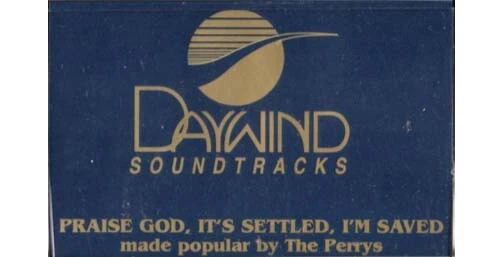 DAYWIND
SOUNDTRACKS
PRAISE GOD, IT'S SETTLED, I'M SAVED
made popular by The Perrys